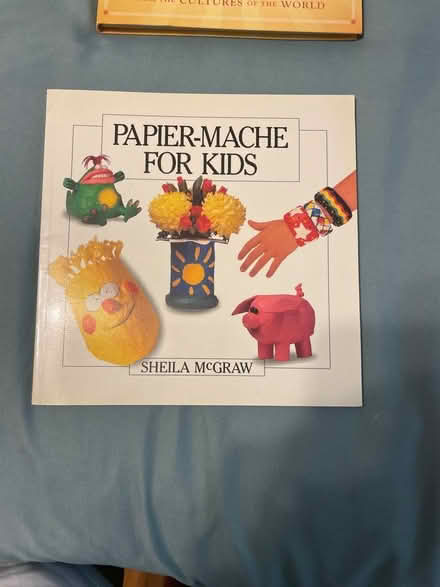 CULTURES OF THE WORLD
PAPIER-MACHE
FOR KIDS
SHEILA McGRAW